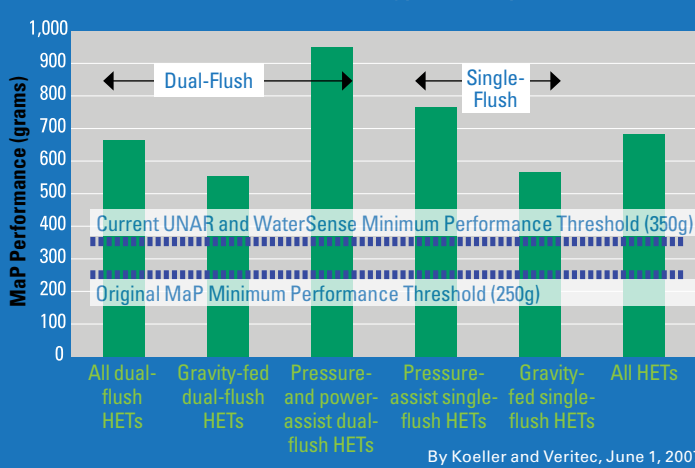 1,000
900
800
700
600
500
400
300
200
100
0
MaP Performance (grams)
Dual-Flush
Single-
Flush
Current UNAR and WaterSense Minimum Performance Threshold (350g)
Original MaP Minimum Performance Threshold (250g)
All dual-
flush
HETs
Gravity-fed
dual-flush
HETs
Pressure-
and power-
assist dual-
flush HETs
Pressure-
assist single-
flush HETs
Gravity-
fed single-
flush HETs
All HETs
By Koeller and Veritec, June 1,